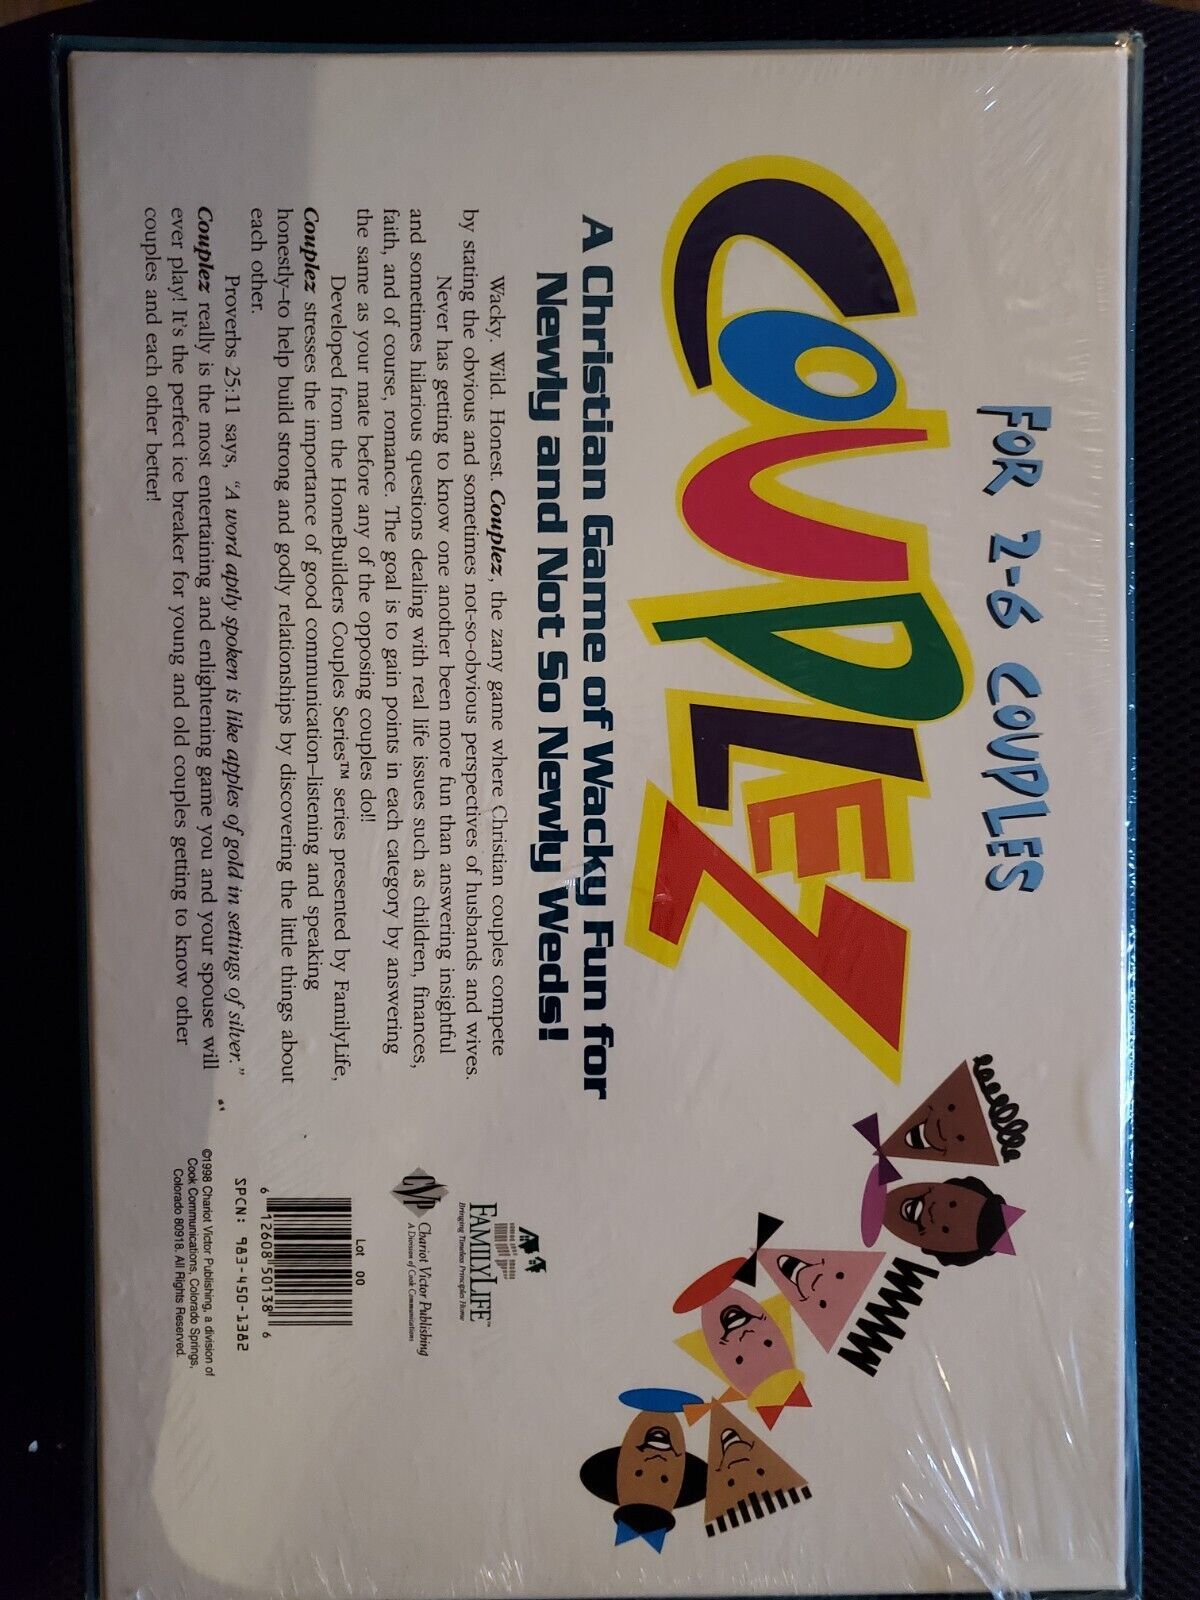 FOR 2-6 COUPLES
COUPLEZ
A Christian Game of Wacky Fun for
Newly and Not So Newly Weds!
Wacky. Wild. Honest. Couplez, the zany game where Christian couples compete
by stating the obvious and sometimes not-so-obvious perspectives of husbands and wives.
Never has getting to know one another been more fun than answering insightful
and sometimes hilarious questions dealing with real life issues such as children, finances,
faith, and of course, romance. The goal is to gain points in each category by answering
the same as your mate before any of the opposing couples do!!
Developed from the HomeBuilders Couples Series™ series presented by FamilyLife,
Couplez stresses the importance of good communication–listening and speaking
honestly–to help build strong and godly relationships by discovering the little things about
each other.
Proverbs 25:11 says, "A word aptly spoken is like apples of gold in settings of silver."
Couplez really is the most entertaining and enlightening game you and your spouse will
ever play! It's the perfect ice breaker for young and old couples getting to know other
couples and each other better!
FAMILYLIFE™
Bringing Timeless Principles Home
CVP
Chariot Victor Publishing
A Division of Cook Communications
Lot 00
6 12608 50138 6
SPCN: 983-450-1382
©1998 Chariot Victor Publishing, a division of
Cook Communications, Colorado Springs,
Colorado 80918. All Rights Reserved.